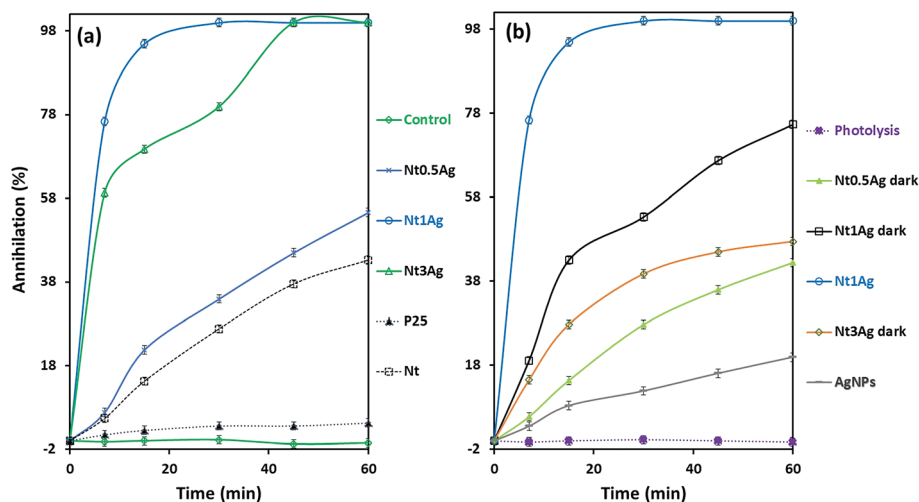 (a)
98
78
58
38
18
-2
0
20
40
60
Annihilation (%)
Time (min)
Control
Nt0.5Ag
Nt1Ag
Nt3Ag
P25
Nt
(b)
98
78
58
38
18
-2
0
20
40
60
Time (min)
Photolysis
Nt0.5Ag dark
Nt1Ag dark
Nt1Ag
Nt3Ag dark
AgNPs